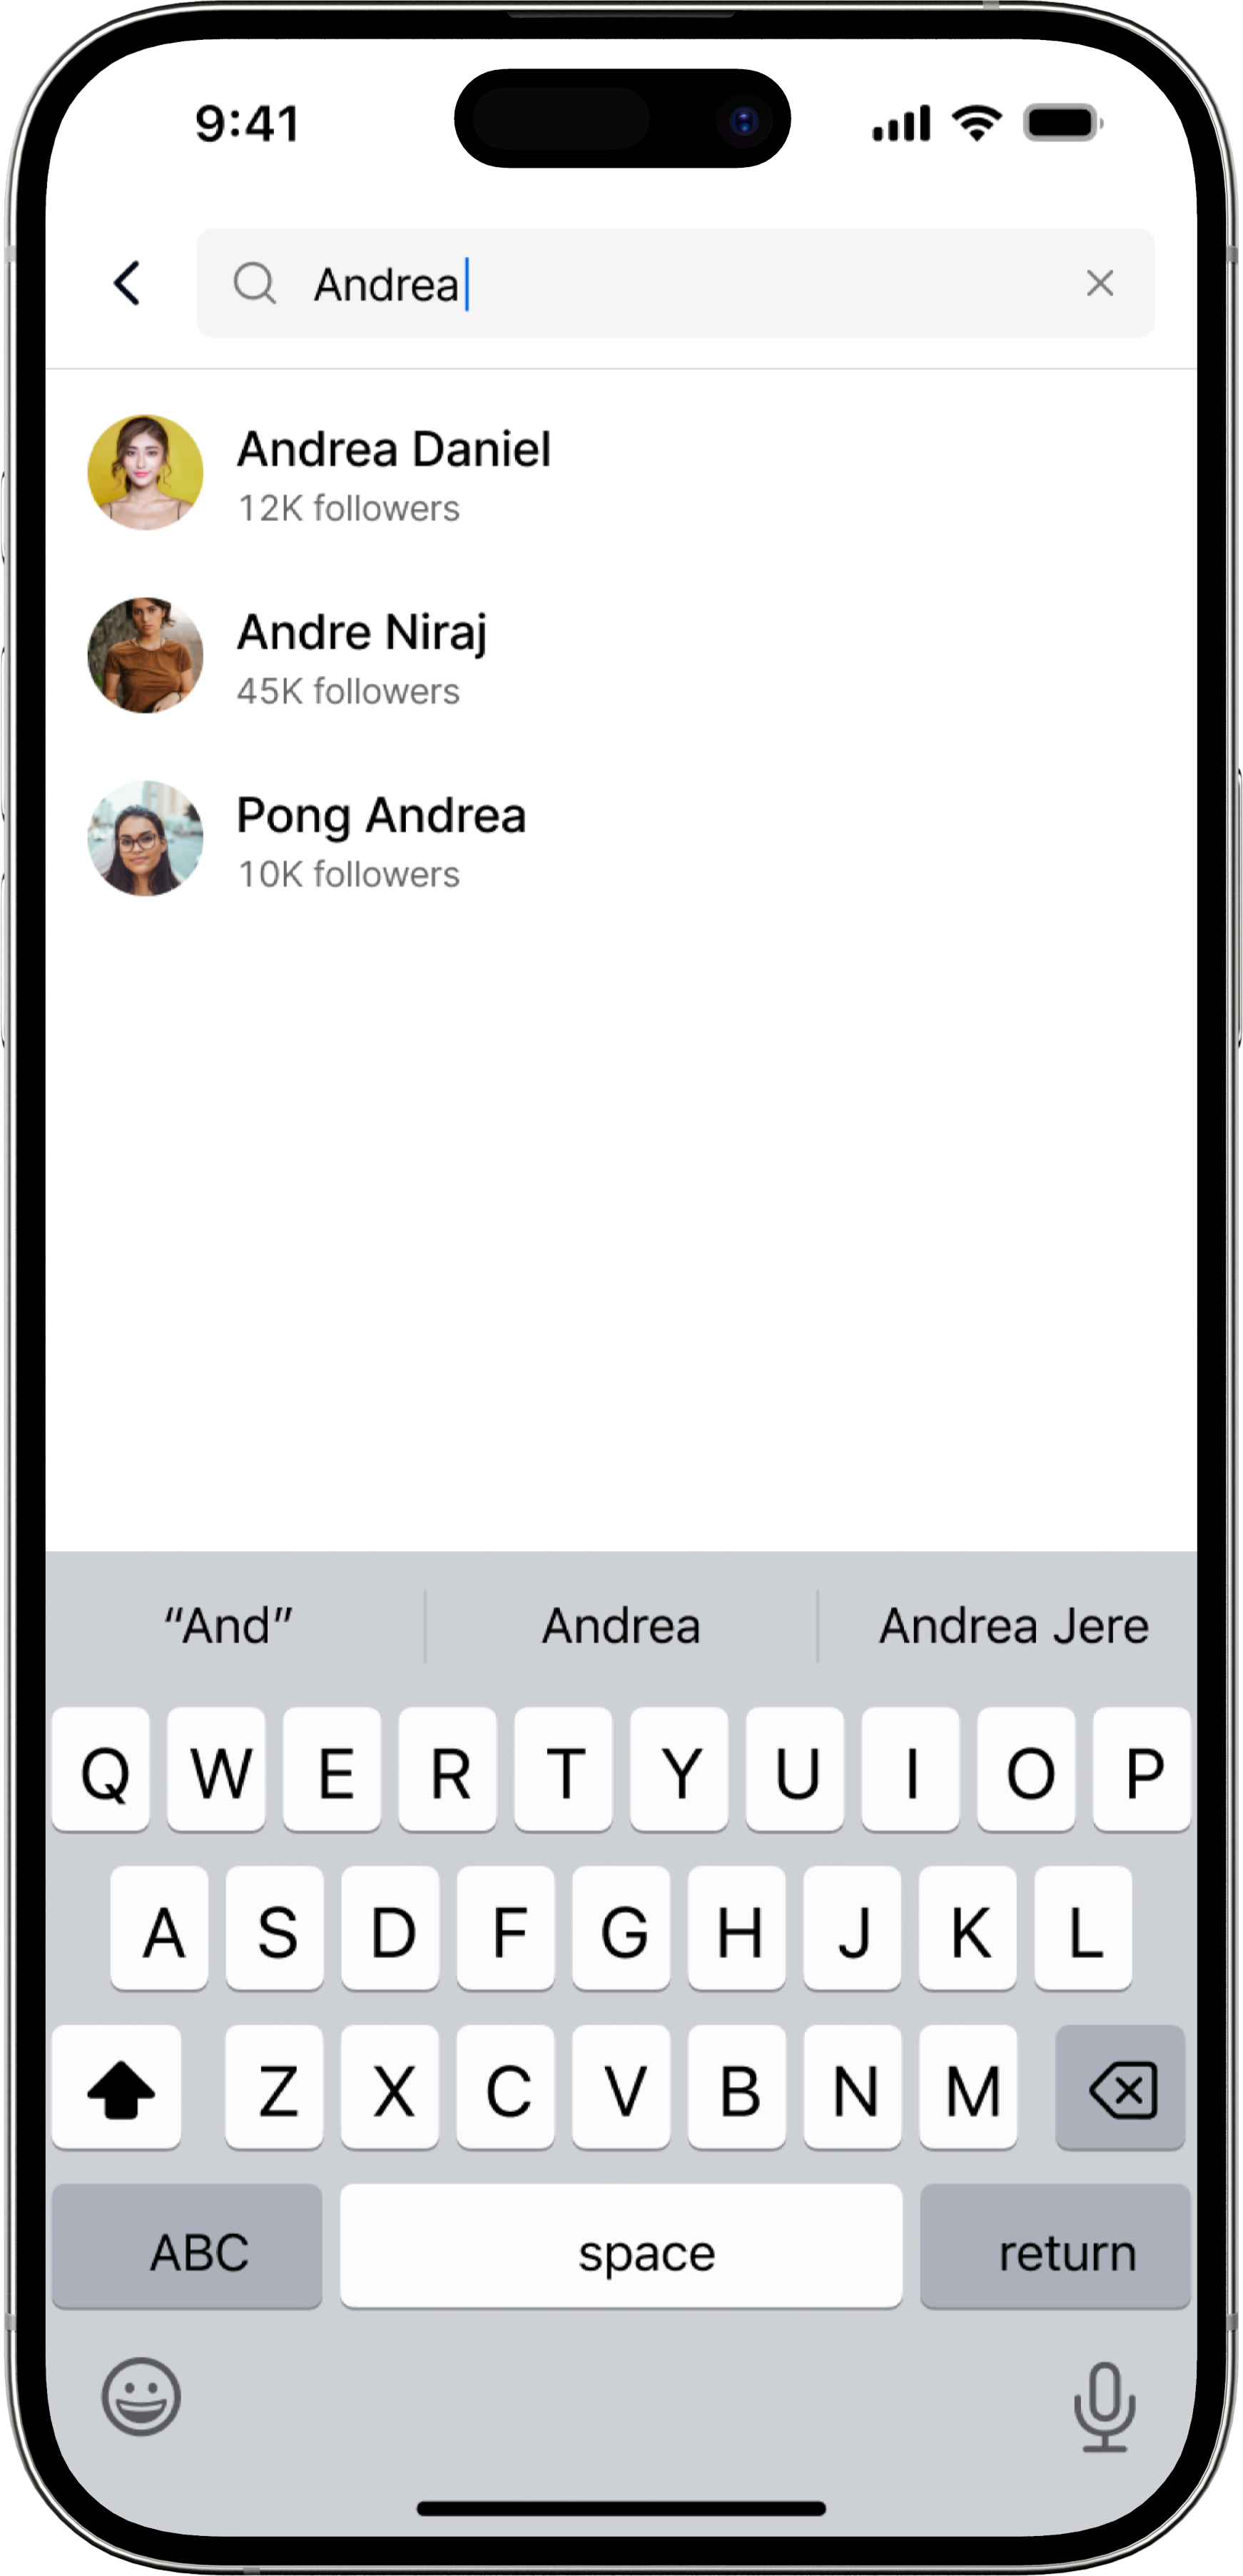 9:41
Andrea
Andrea Daniel
12K followers
Andre Niraj
45K followers
Pong Andrea
10K followers
“And” Andrea Andrea Jere
Q W E R T Y U I O P
A S D F G H J K L
Z X C V B N M
ABC space return